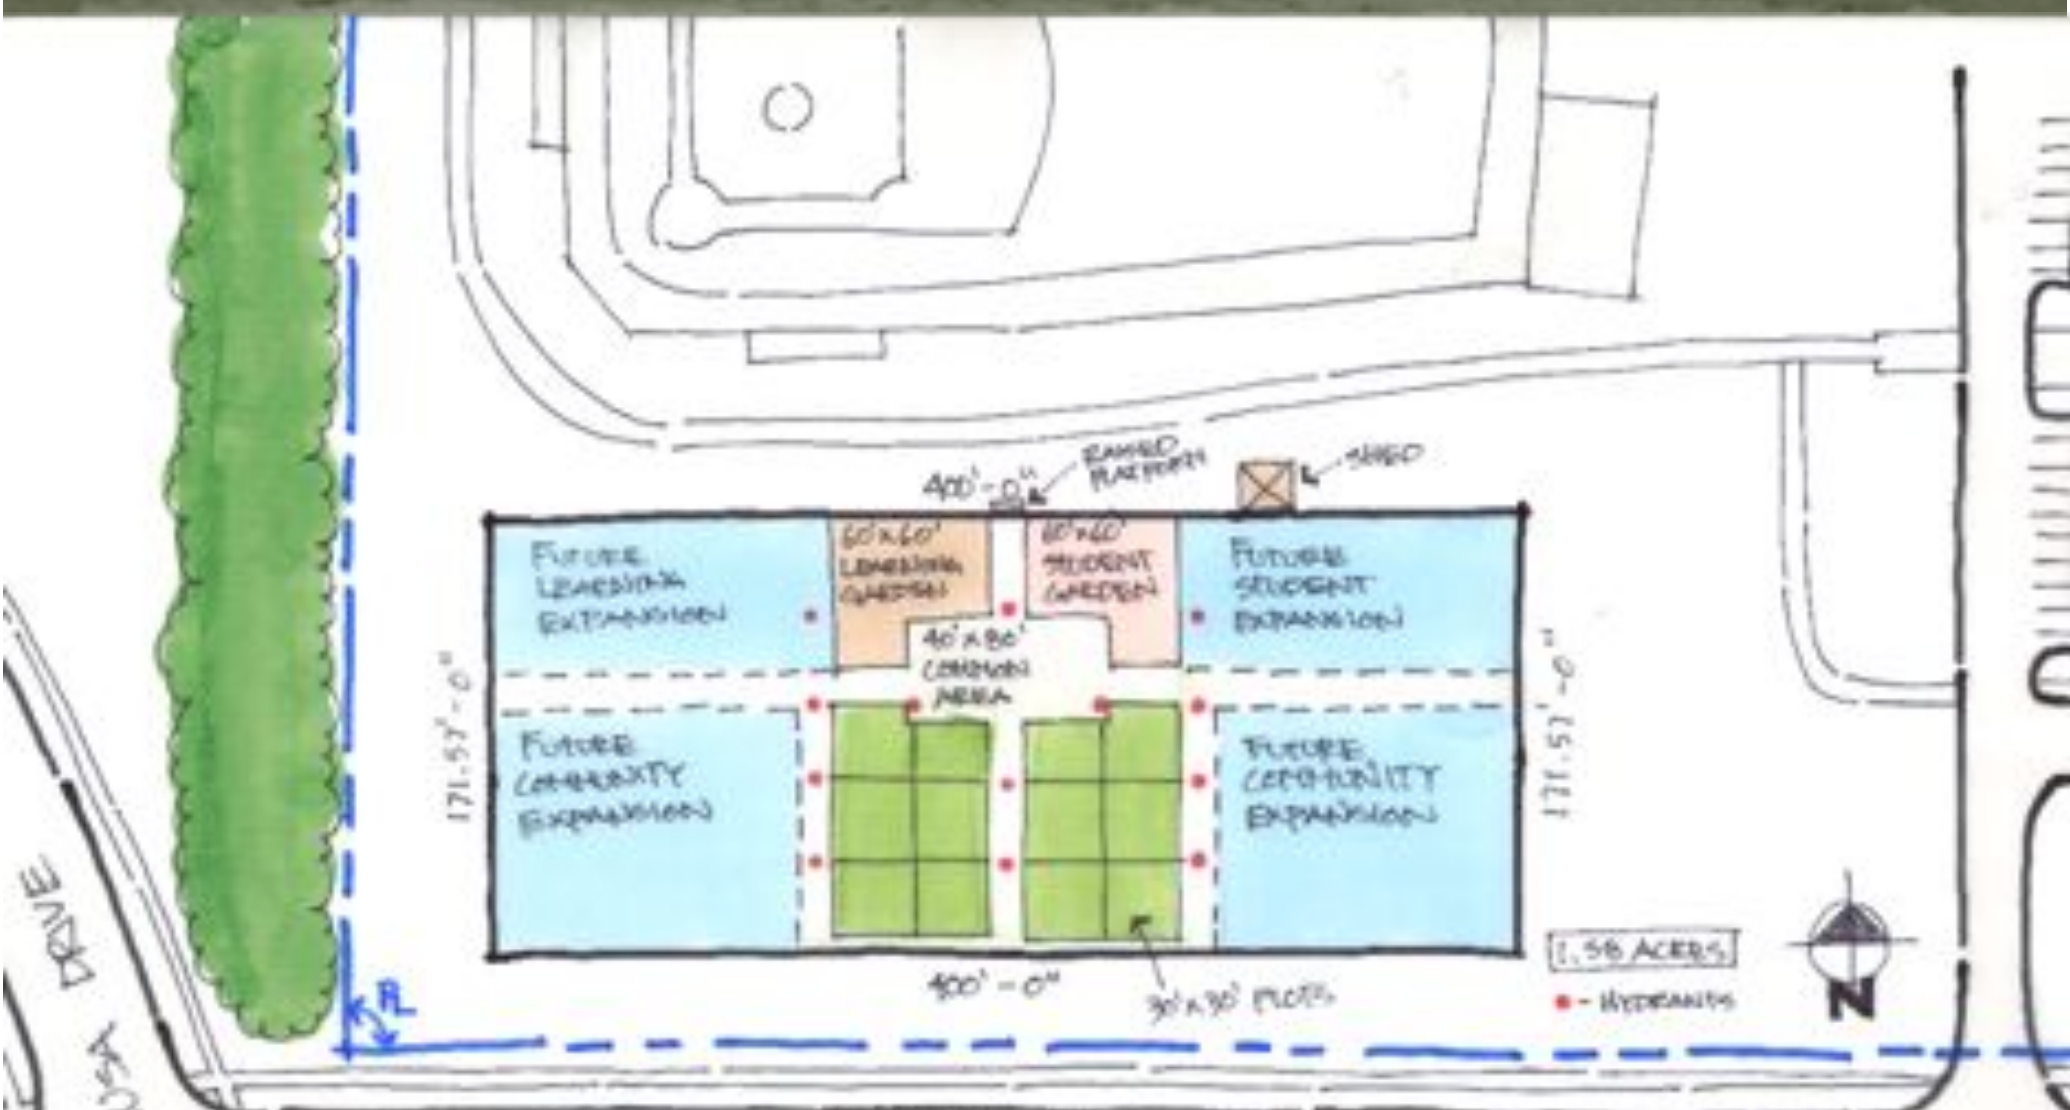 400'-0"
RAISED
PLATFORM
SHED
FUTURE
LEARNING
EXPANSION
60'x60'
LEARNING
GARDEN
60'x60'
STUDENT
GARDEN
FUTURE
STUDENT
EXPANSION
40'x80'
COMMON
AREA
171.57'-0"
171.57'-0"
FUTURE
COMMUNITY
EXPANSION
FUTURE
COMMUNITY
EXPANSION
400'-0"
30'x30' PLOTS
1.58 ACRES
- HYDRANTS
N
PL
USA DRIVE